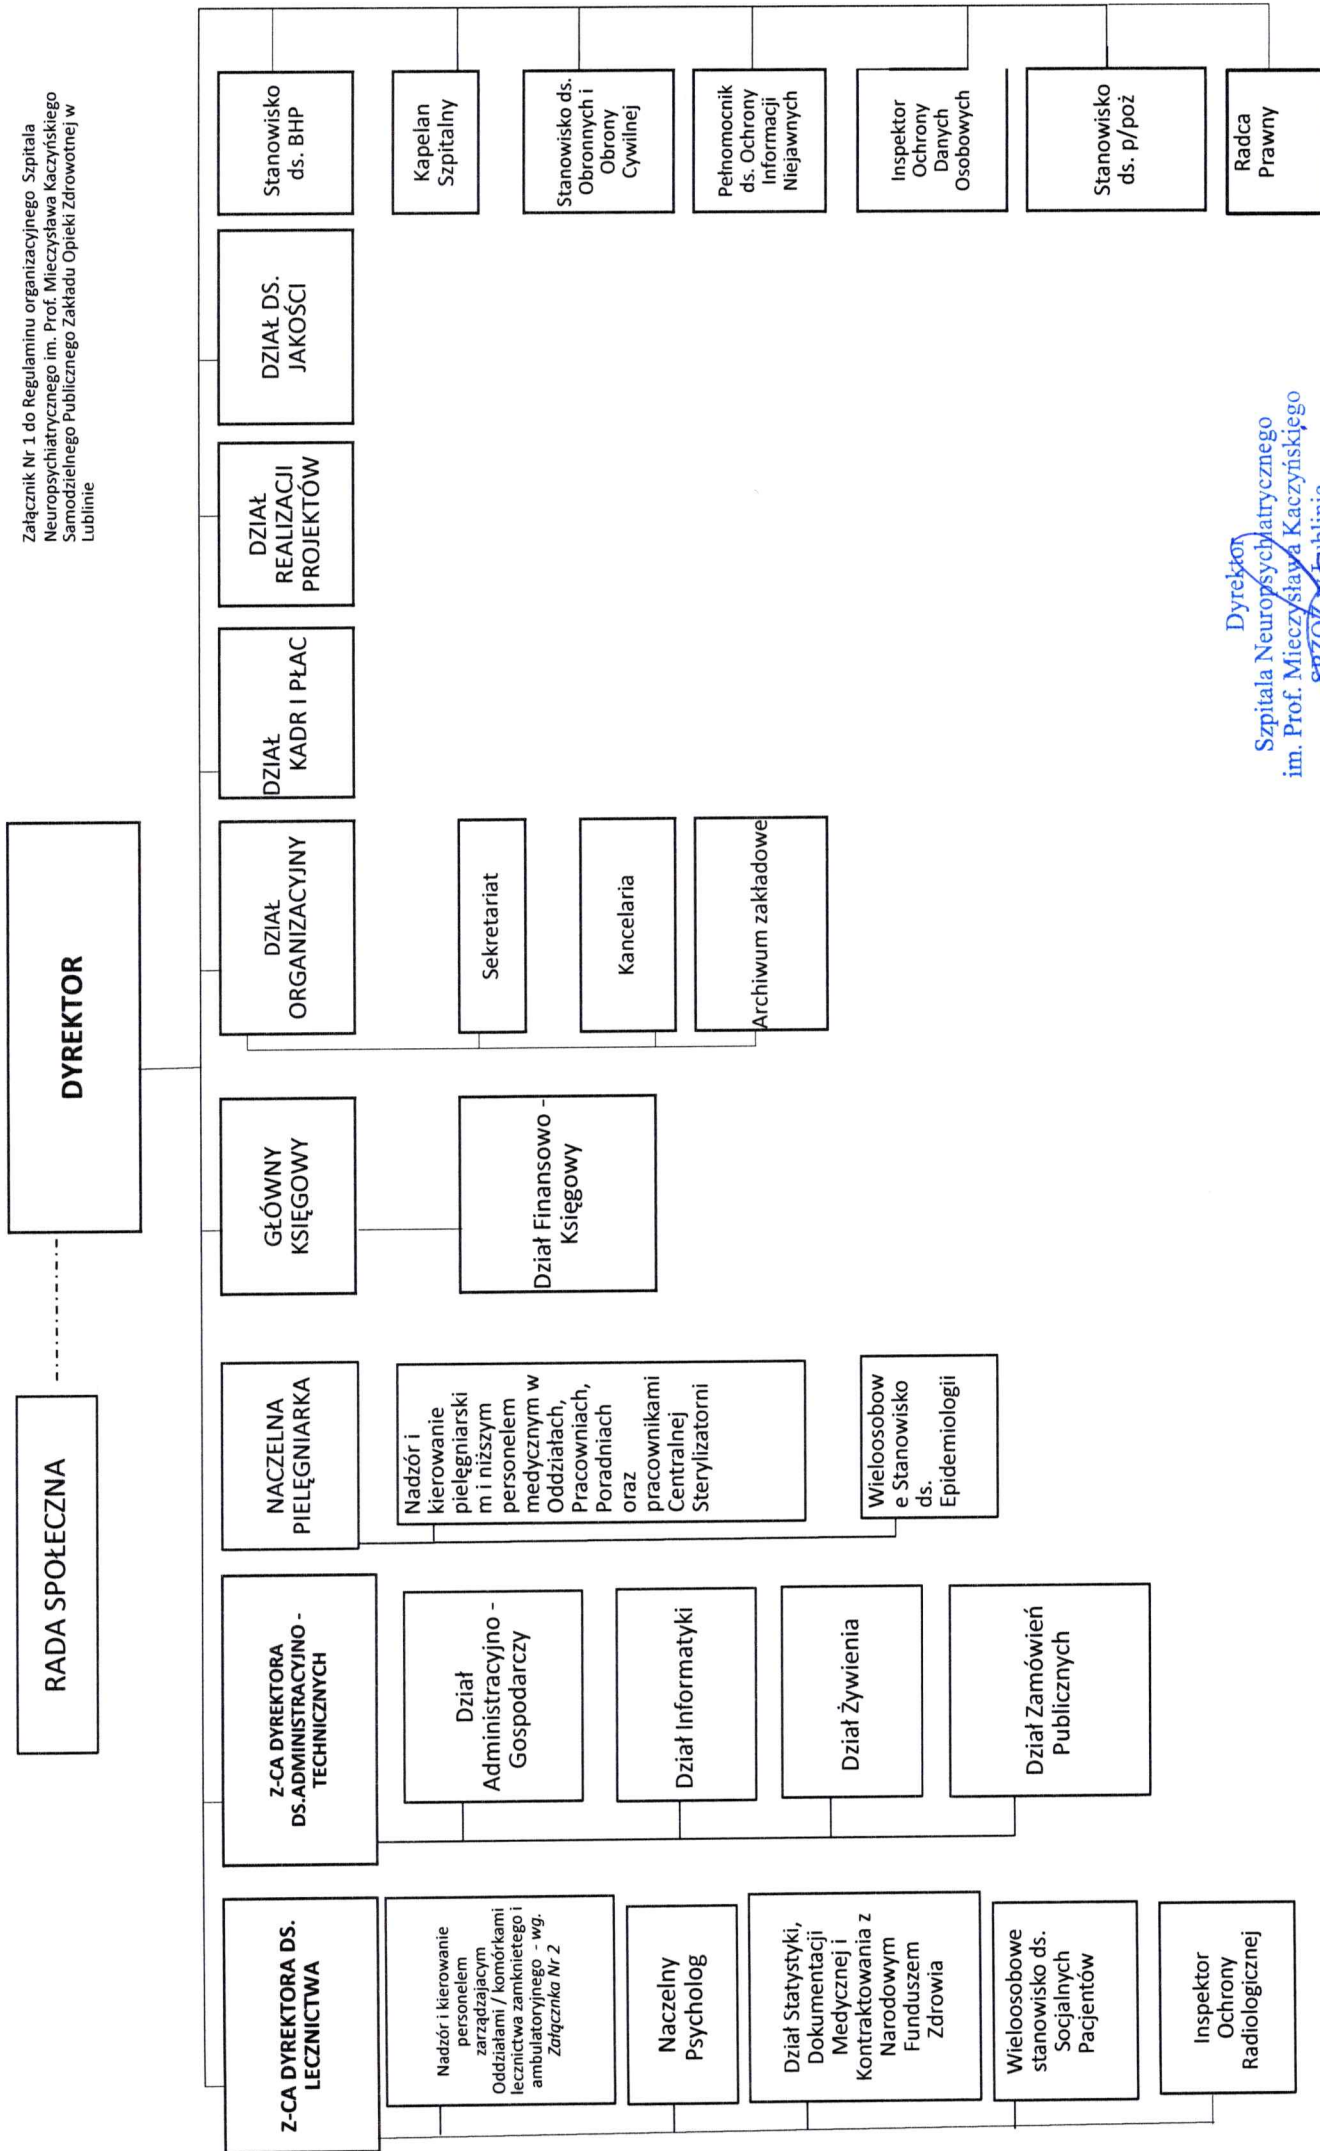 Załącznik Nr 1 do Regulaminu organizacyjnego Szpitala
Neuropsychiatrycznego im. Prof. Mieczysława Kaczyńskiego
Samodzielnego Publicznego Zakładu Opieki Zdrowotnej w
Lublinie
RADA SPOŁECZNA
DYREKTOR
Z-CA DYREKTORA DS.
LECZNICTWA
Nadzór i kierowanie
personelem
zarządzajacym
Oddziałami / komórkami
lecznictwa zamknietego i
ambulatoryjnego - wg.
Załącznka Nr 2
Naczelny
Psycholog
Dział Statystyki,
Dokumentacji
Medycznej i
Kontraktowania z
Narodowym
Funduszem
Zdrowia
Wieloosobowe
stanowisko ds.
Socjalnych
Pacjentów
Inspektor
Ochrony
Radiologicznej
Z-CA DYREKTORA
DS.ADMINISTRACYJNO -
TECHNICZNYCH
Dział
Administracyjno -
Gospodarczy
Dział Informatyki
Dział Żywienia
Dział Zamówień
Publicznych
NACZELNA
PIELĘGNIARKA
Nadzór i
kierowanie
pielęgniarski
m i niższym
personelem
medycznym w
Oddziałach,
Pracowniach,
Poradniach
oraz
pracownikami
Centralnej
Sterylizatorni
Wieloosobow
e Stanowisko
ds.
Epidemiologii
GŁÓWNY
KSIĘGOWY
Dział Finansowo -
Księgowy
DZIAŁ
ORGANIZACYJNY
Sekretariat
Kancelaria
Archiwum zakładowe
DZIAŁ
KADR I PŁAC
DZIAŁ
REALIZACJI
PROJEKTÓW
DZIAŁ DS.
JAKOŚCI
Stanowisko
ds. BHP
Kapelan
Szpitalny
Stanowisko ds.
Obronnych i
Obrony
Cywilnej
Pełnomocnik
ds. Ochrony
Informacji
Niejawnych
Inspektor
Ochrony
Danych
Osobowych
Stanowisko
ds. p/poż
Radca
Prawny
Dyrektor
Szpitala Neuropsychiatrycznego
im. Prof. Mieczysława Kaczyńskiego